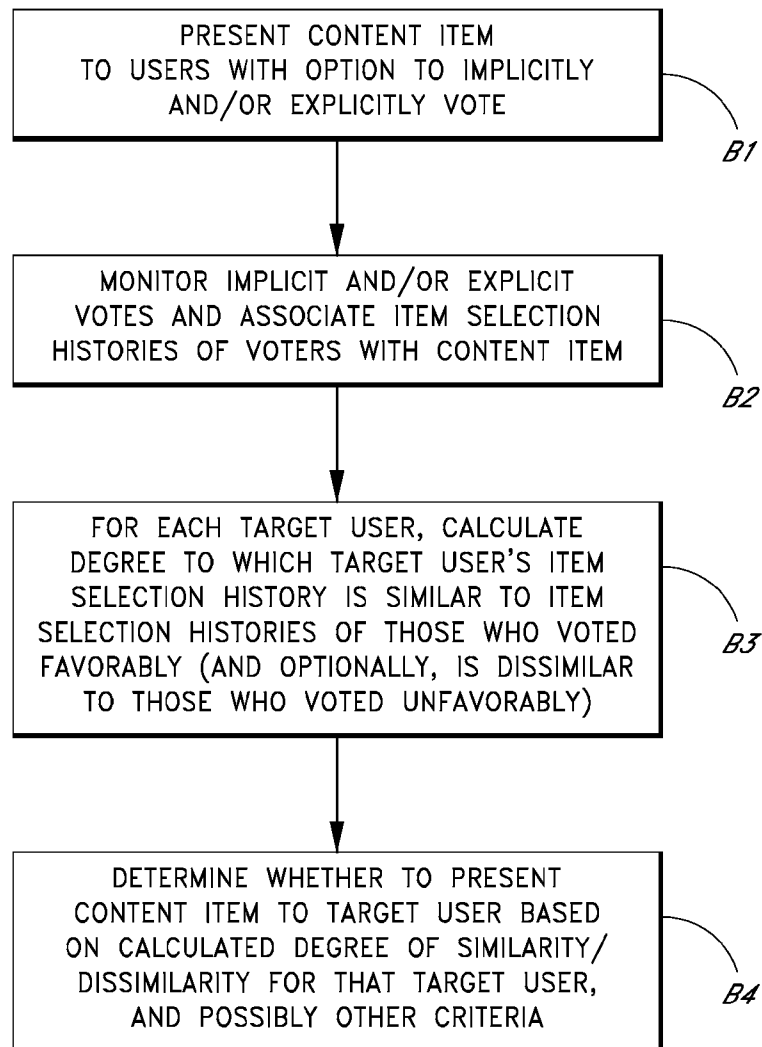 PRESENT CONTENT ITEM
TO USERS WITH OPTION TO IMPLICITLY
AND/OR EXPLICITLY VOTE
B1
MONITOR IMPLICIT AND/OR EXPLICIT
VOTES AND ASSOCIATE ITEM SELECTION
HISTORIES OF VOTERS WITH CONTENT ITEM
B2
FOR EACH TARGET USER, CALCULATE
DEGREE TO WHICH TARGET USER'S ITEM
SELECTION HISTORY IS SIMILAR TO ITEM
SELECTION HISTORIES OF THOSE WHO VOTED
FAVORABLY (AND OPTIONALLY, IS DISSIMILAR
TO THOSE WHO VOTED UNFAVORABLY)
B3
DETERMINE WHETHER TO PRESENT
CONTENT ITEM TO TARGET USER BASED
ON CALCULATED DEGREE OF SIMILARITY/
DISSIMILARITY FOR THAT TARGET USER,
AND POSSIBLY OTHER CRITERIA
B4